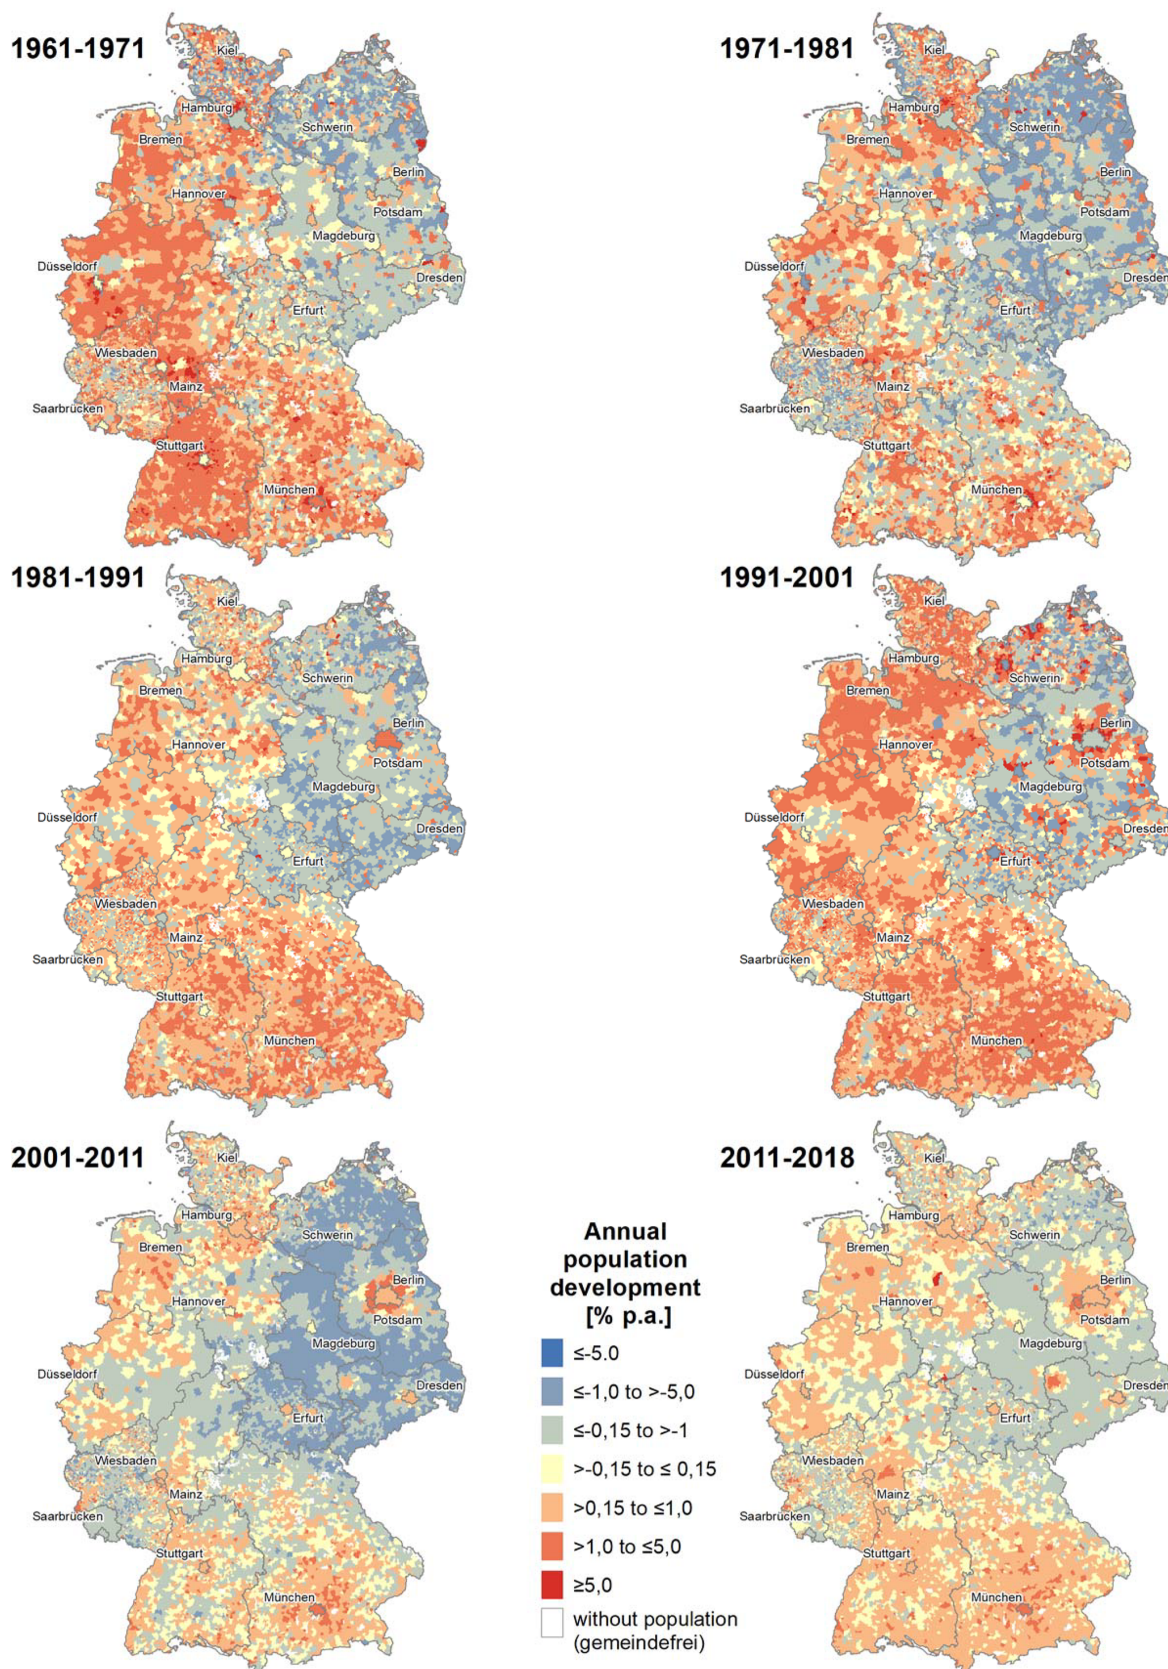 1961-1971
Kiel
Hamburg
Schwerin
Bremen
Berlin
Hannover
Potsdam
Magdeburg
Düsseldorf
Dresden
Erfurt
Wiesbaden
Mainz
Saarbrücken
Stuttgart
München
1971-1981
Kiel
Hamburg
Schwerin
Bremen
Berlin
Hannover
Potsdam
Magdeburg
Düsseldorf
Dresden
Erfurt
Wiesbaden
Mainz
Saarbrücken
Stuttgart
München
1981-1991
Kiel
Hamburg
Schwerin
Bremen
Berlin
Hannover
Potsdam
Magdeburg
Düsseldorf
Dresden
Erfurt
Wiesbaden
Mainz
Saarbrücken
Stuttgart
München
1991-2001
Kiel
Hamburg
Schwerin
Bremen
Berlin
Hannover
Potsdam
Magdeburg
Düsseldorf
Dresden
Erfurt
Wiesbaden
Mainz
Saarbrücken
Stuttgart
München
2001-2011
Kiel
Hamburg
Schwerin
Bremen
Berlin
Hannover
Potsdam
Magdeburg
Düsseldorf
Dresden
Erfurt
Wiesbaden
Mainz
Saarbrücken
Stuttgart
München
Annual
population
development
[% p.a.]
≤-5.0
≤-1,0 to >-5,0
≤-0,15 to >-1
>-0,15 to ≤ 0,15
>0,15 to ≤1,0
>1,0 to ≤5,0
≥5,0
without population
(gemeindefrei)
2011-2018
Kiel
Hamburg
Schwerin
Bremen
Berlin
Hannover
Potsdam
Magdeburg
Düsseldorf
Dresden
Erfurt
Wiesbaden
Mainz
Saarbrücken
Stuttgart
München